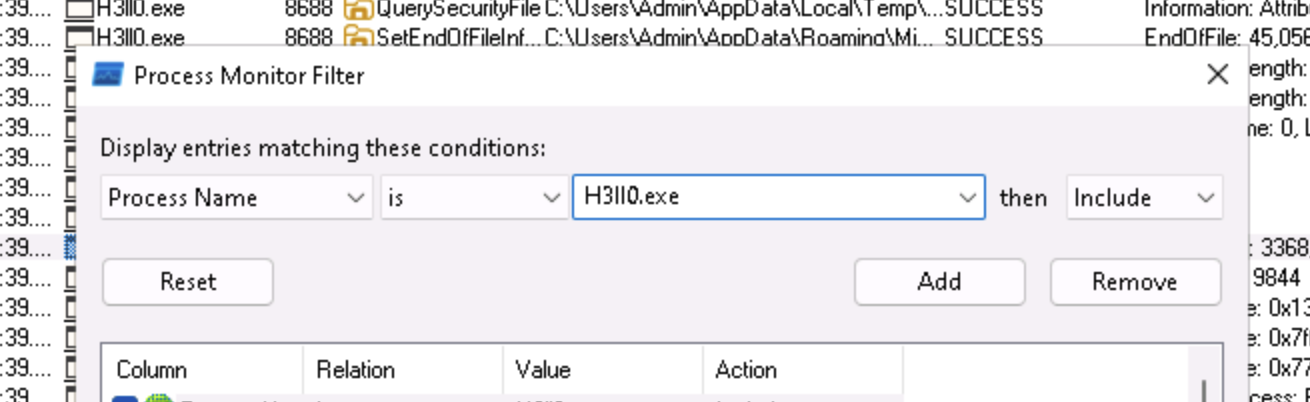 :39.... H3ll0.exe 8688 QuerySecurityFile C:\Users\Admin\AppData\Local\Temp\... SUCCESS Information: Attrib
:39.... H3ll0.exe 8688 SetEndOfFileInf... C:\Users\Admin\AppData\Roaming\Mi... SUCCESS EndOfFile: 45,056
:39.... Process Monitor Filter ength:
:39.... ength:
:39.... me: 0, L
:39.... Display entries matching these conditions:
:39.... Process Name is H3ll0.exe then Include
:39....
:39.... : 3368,
:39.... Reset Add Remove 9844
:39.... e: 0x13
:39.... e: 0x7f
:39.... Column Relation Value Action e: 0x77
:39.... cess: F